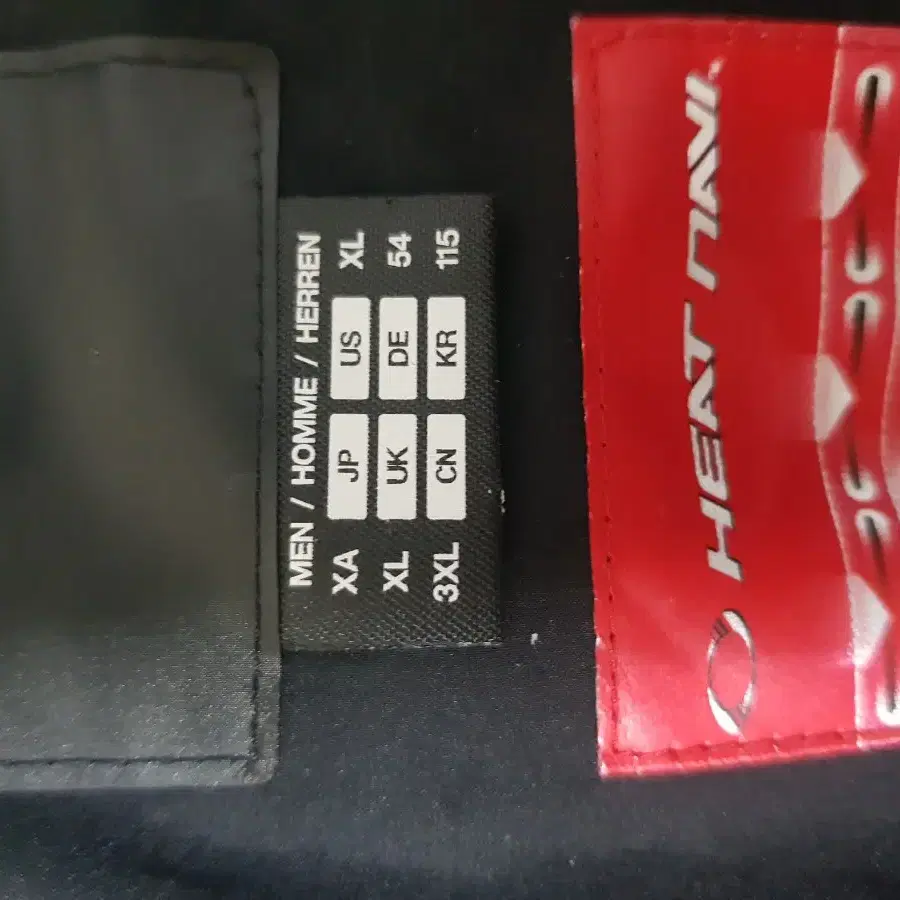 MEN / HOMME / HERREN
XA JP US XL
XL UK DE 54
3XL CN KR 115
HEAT NAVI.